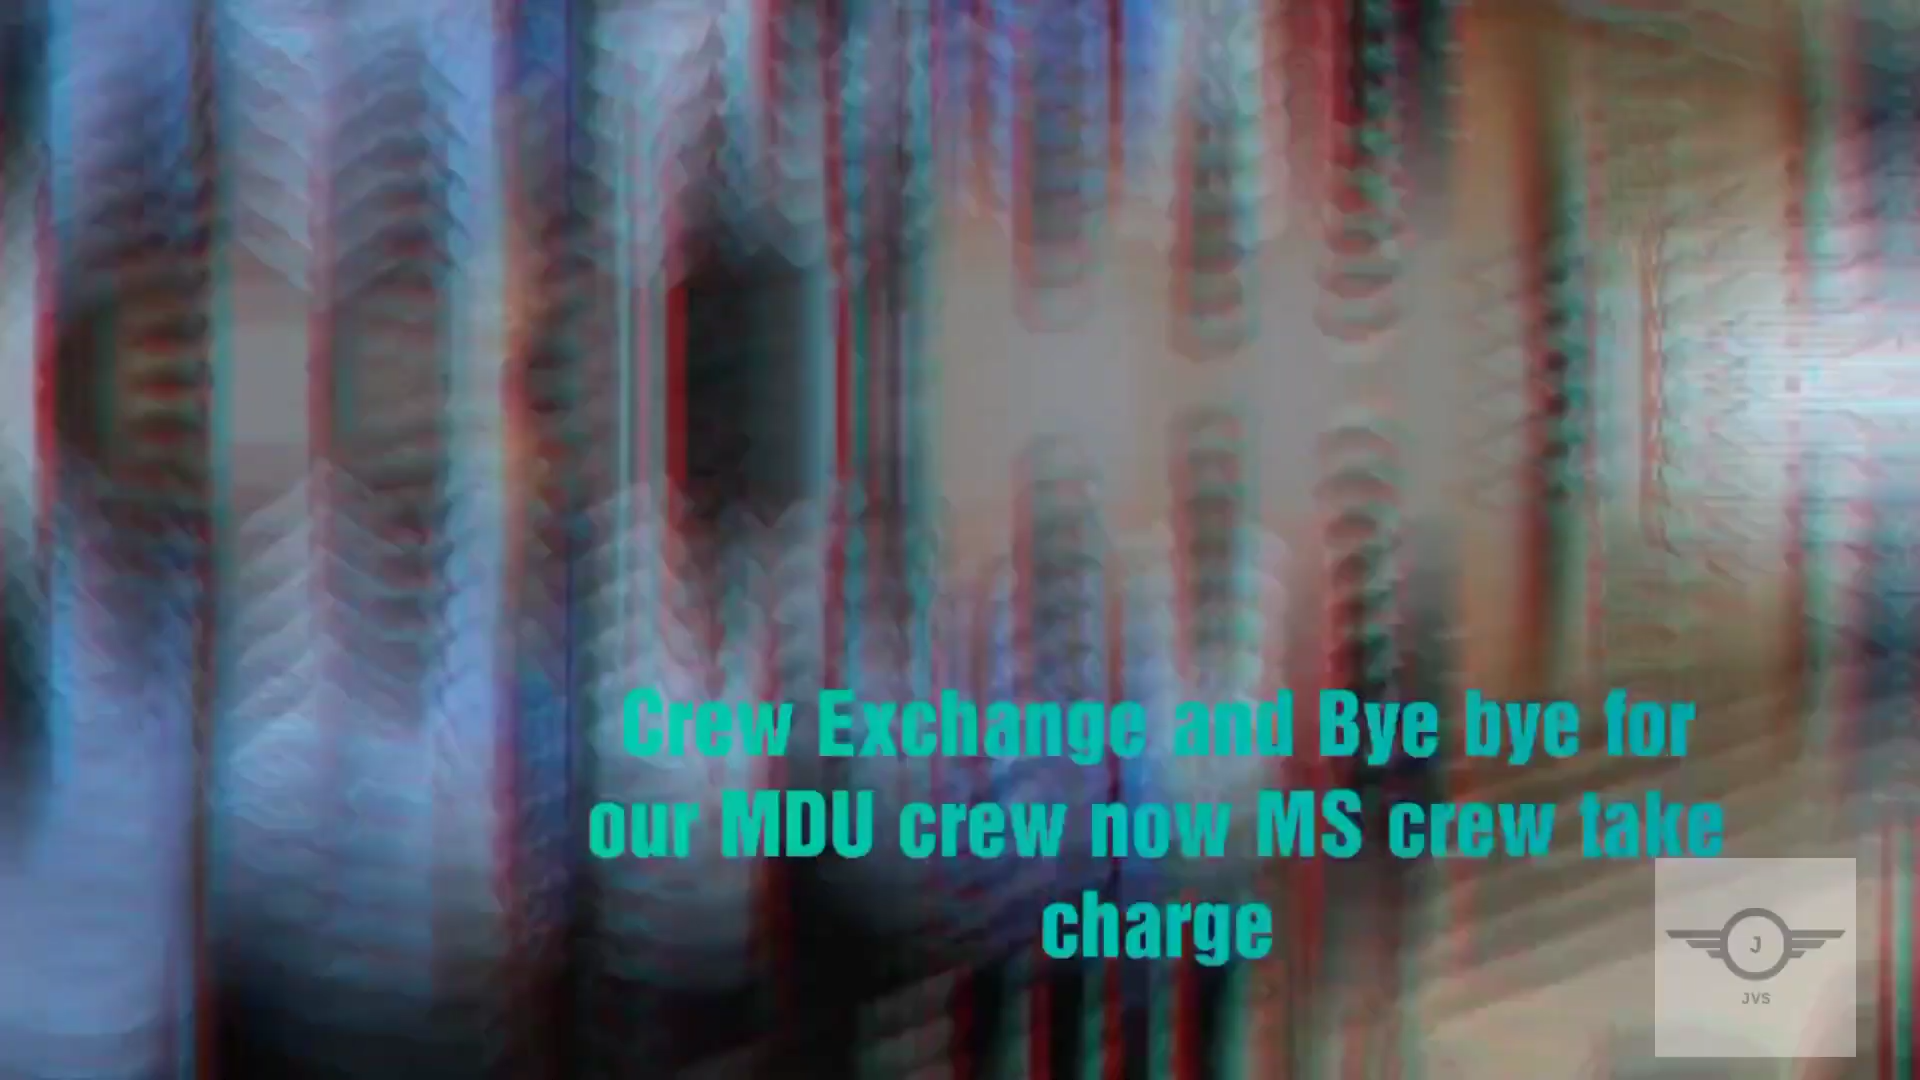 Crew Exchange and Bye bye for
our MDU crew now MS crew take
charge
J
JVS